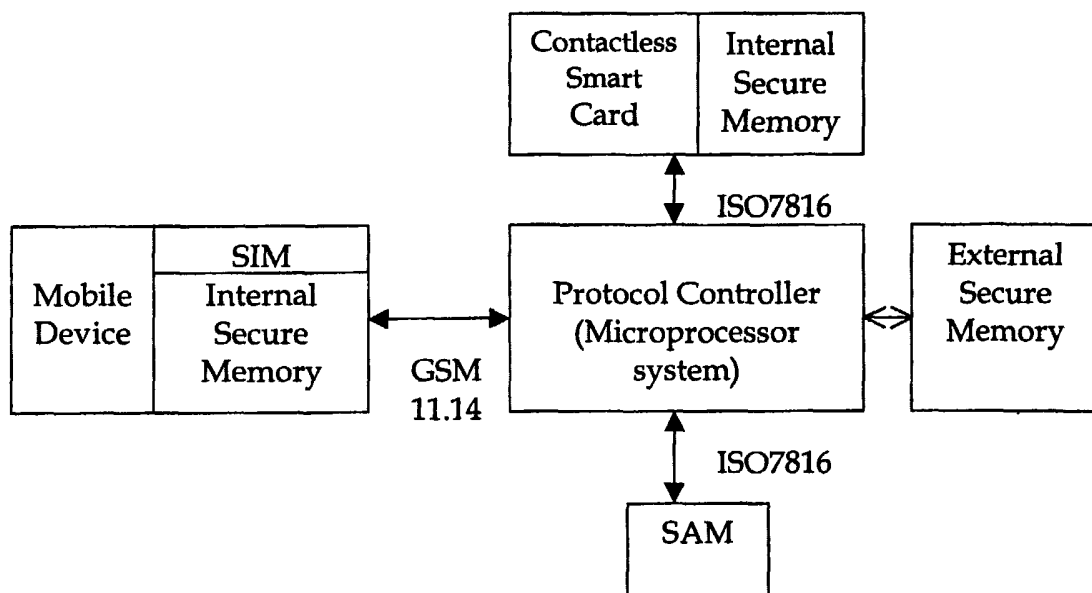 Contactless
Smart
Card
Internal
Secure
Memory
ISO7816
Mobile
Device
SIM
Internal
Secure
Memory
GSM
11.14
Protocol Controller
(Microprocessor
system)
External
Secure
Memory
ISO7816
SAM